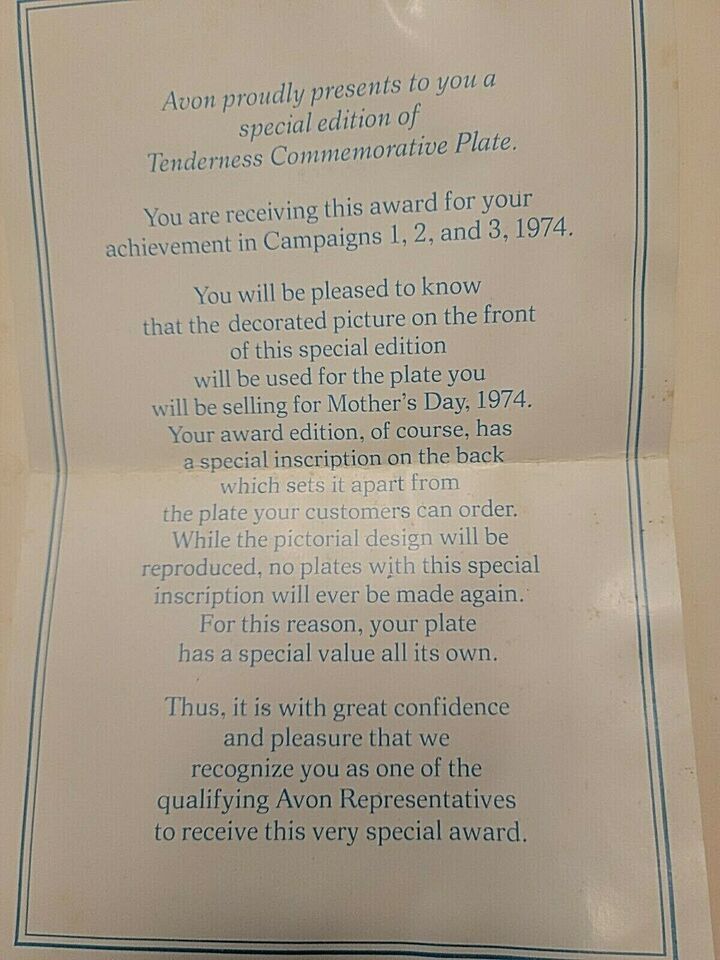 Avon proudly presents to you a
special edition of
Tenderness Commemorative Plate.
You are receiving this award for your
achievement in Campaigns 1, 2, and 3, 1974.
You will be pleased to know
that the decorated picture on the front
of this special edition
will be used for the plate you
will be selling for Mother's Day, 1974.
Your award edition, of course, has
a special inscription on the back
which sets it apart from
the plate your customers can order.
While the pictorial design will be
reproduced, no plates with this special
inscription will ever be made again.
For this reason, your plate
has a special value all its own.
Thus, it is with great confidence
and pleasure that we
recognize you as one of the
qualifying Avon Representatives
to receive this very special award.